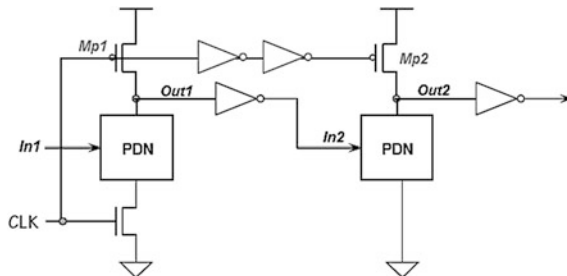 Mp1
Mp2
Out1
Out2
In1
PDN
In2
PDN
CLK